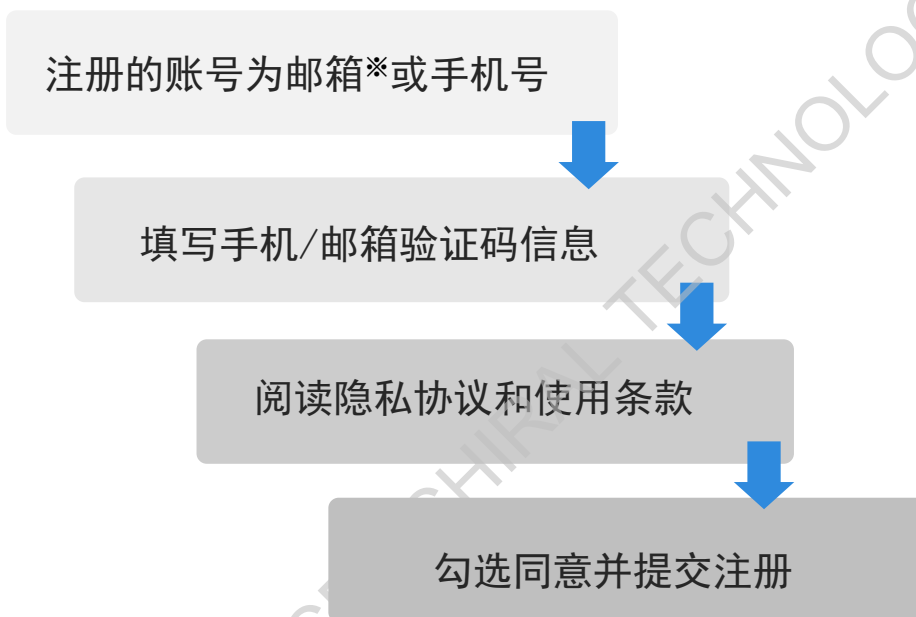 注册的账号为邮箱※或手机号
填写手机/邮箱验证码信息
阅读隐私协议和使用条款
勾选同意并提交注册
CHIRAL TECHNOLO